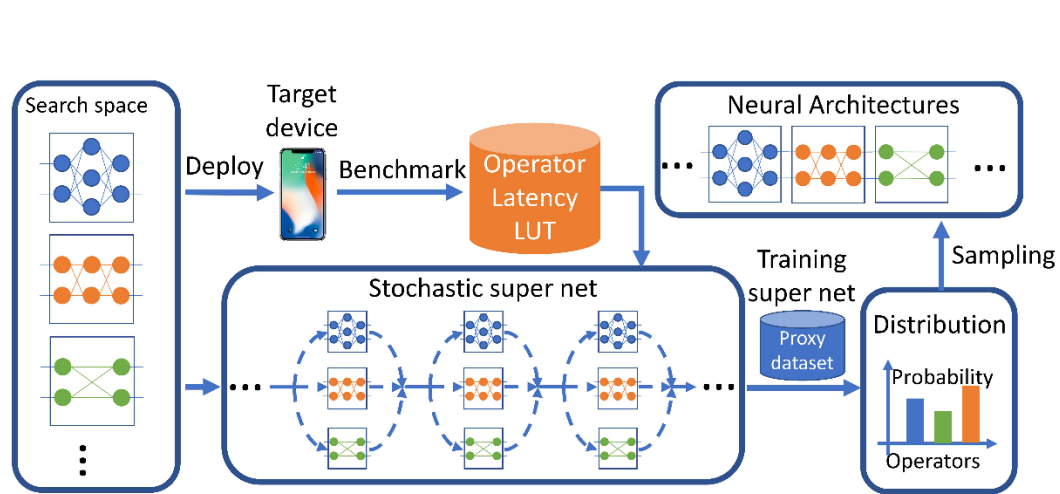 Search space
Deploy
Target
device
Benchmark
Operator
Latency
LUT
Neural Architectures
...
...
Stochastic super net
...
...
Training
super net
Proxy
dataset
Distribution
Probability
Operators
Sampling